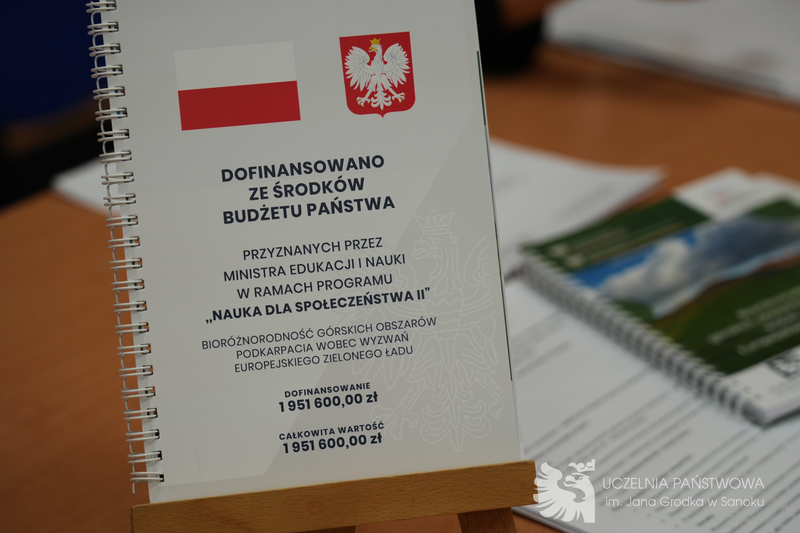 DOFINANSOWANO
ZE ŚRODKÓW
BUDŻETU PAŃSTWA
PRZYZNANYCH PRZEZ
MINISTRA EDUKACJI I NAUKI
W RAMACH PROGRAMU
„NAUKA DLA SPOŁECZEŃSTWA II”
BIORÓŻNORODNOŚĆ GÓRSKICH OBSZARÓW
PODKARPACIA WOBEC WYZWAŃ
EUROPEJSKIEGO ZIELONEGO ŁADU
DOFINANSOWANIE
1 951 600,00 zł
CAŁKOWITA WARTOŚĆ
1 951 600,00 zł
UCZELNIA PAŃSTWOWA
im. Jana Grodka w Sanoku